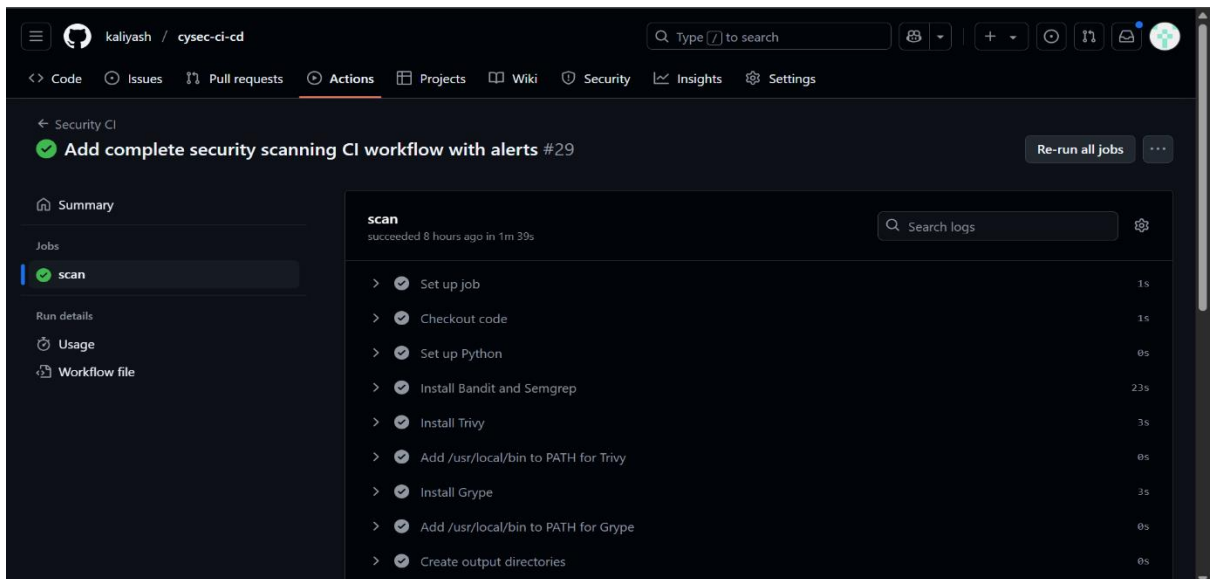 kaliyash / cysec-ci-cd
Type / to search
Code Issues Pull requests Actions Projects Wiki Security Insights Settings
← Security CI
Add complete security scanning CI workflow with alerts #29
Re-run all jobs
Summary
Jobs
scan
Run details
Usage
Workflow file
scan
succeeded 8 hours ago in 1m 39s
Search logs
Set up job 1s
Checkout code 1s
Set up Python 0s
Install Bandit and Semgrep 23s
Install Trivy 3s
Add /usr/local/bin to PATH for Trivy 0s
Install Grype 3s
Add /usr/local/bin to PATH for Grype 0s
Create output directories 0s